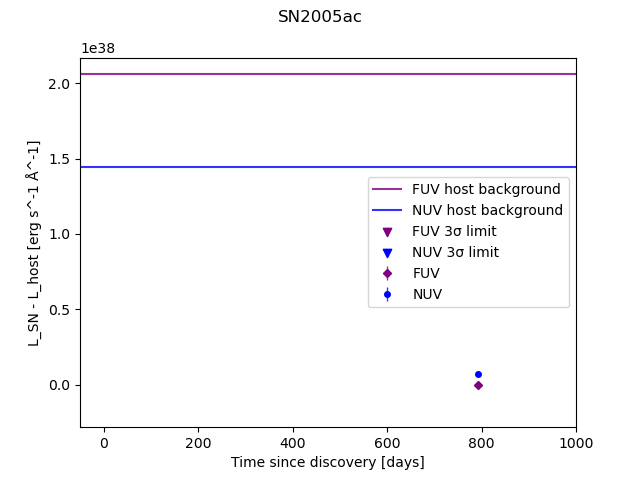 SN2005ac
1e38
2.0
1.5
1.0
0.5
0.0
L_SN - L_host [erg s^-1 Å^-1]
FUV host background
NUV host background
FUV 3σ limit
NUV 3σ limit
FUV
NUV
0
200
400
600
800
1000
Time since discovery [days]